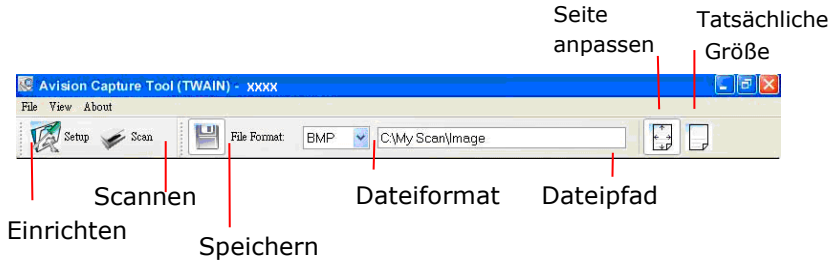 Seite
anpassen
Tatsächliche
Größe
Avision Capture Tool (TWAIN) - xxxx
File View About
Setup Scan File Format: BMP C:\My Scan\Image
Scannen
Dateiformat
Dateipfad
Einrichten
Speichern